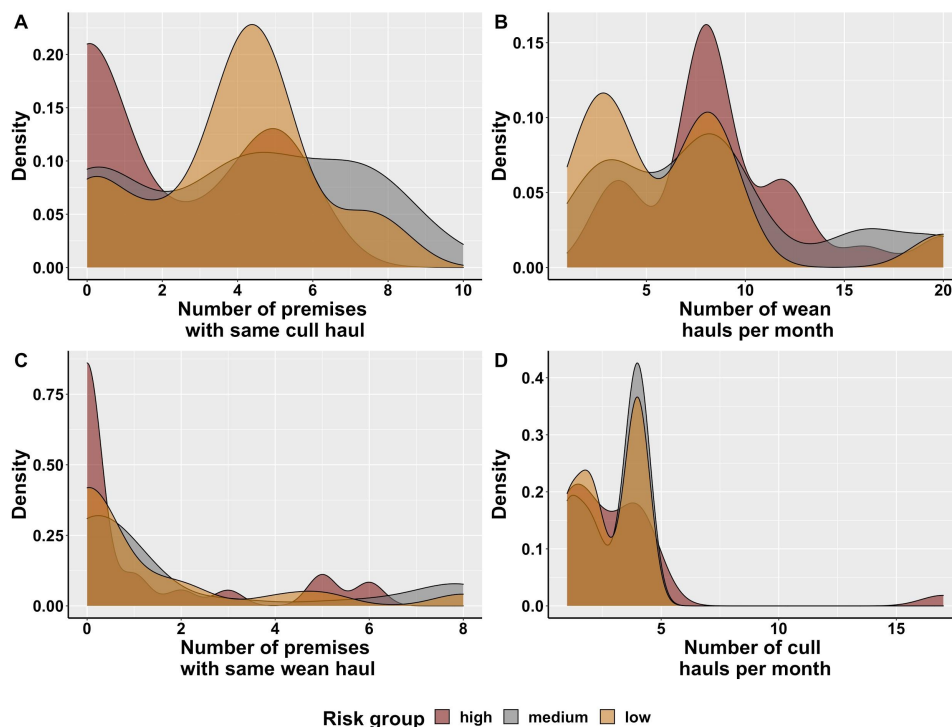 A
Density
0.20
0.15
0.10
0.05
0.00
0 2 4 6 8 10
Number of premises
with same cull haul
B
Density
0.15
0.10
0.05
0.00
5 10 15 20
Number of wean
hauls per month
C
Density
0.75
0.50
0.25
0.00
0 2 4 6 8
Number of premises
with same wean haul
D
Density
0.4
0.3
0.2
0.1
0.0
5 10 15
Number of cull
hauls per month
Risk group high medium low